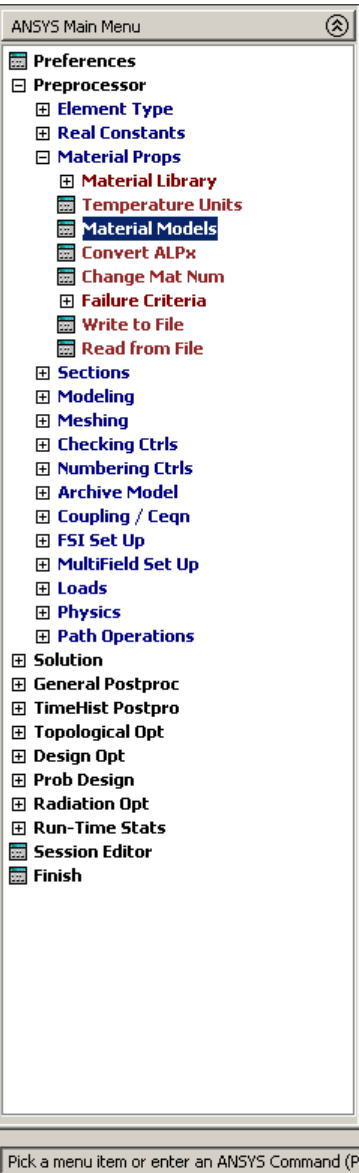 ANSYS Main Menu
Preferences
Preprocessor
Element Type
Real Constants
Material Props
Material Library
Temperature Units
Material Models
Convert ALPx
Change Mat Num
Failure Criteria
Write to File
Read from File
Sections
Modeling
Meshing
Checking Ctrls
Numbering Ctrls
Archive Model
Coupling / Ceqn
FSI Set Up
MultiField Set Up
Loads
Physics
Path Operations
Solution
General Postproc
TimeHist Postpro
Topological Opt
Design Opt
Prob Design
Radiation Opt
Run-Time Stats
Session Editor
Finish
Pick a menu item or enter an ANSYS Command (P